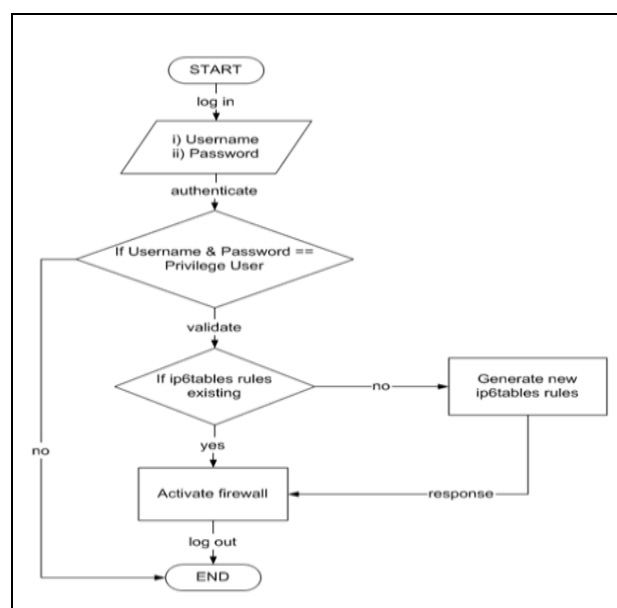 START
log in
i) Username
ii) Password
authenticate
If Username & Password ==
Privilege User
validate
If ip6tables rules
existing
no
Generate new
ip6tables rules
no
yes
Activate firewall
response
log out
END